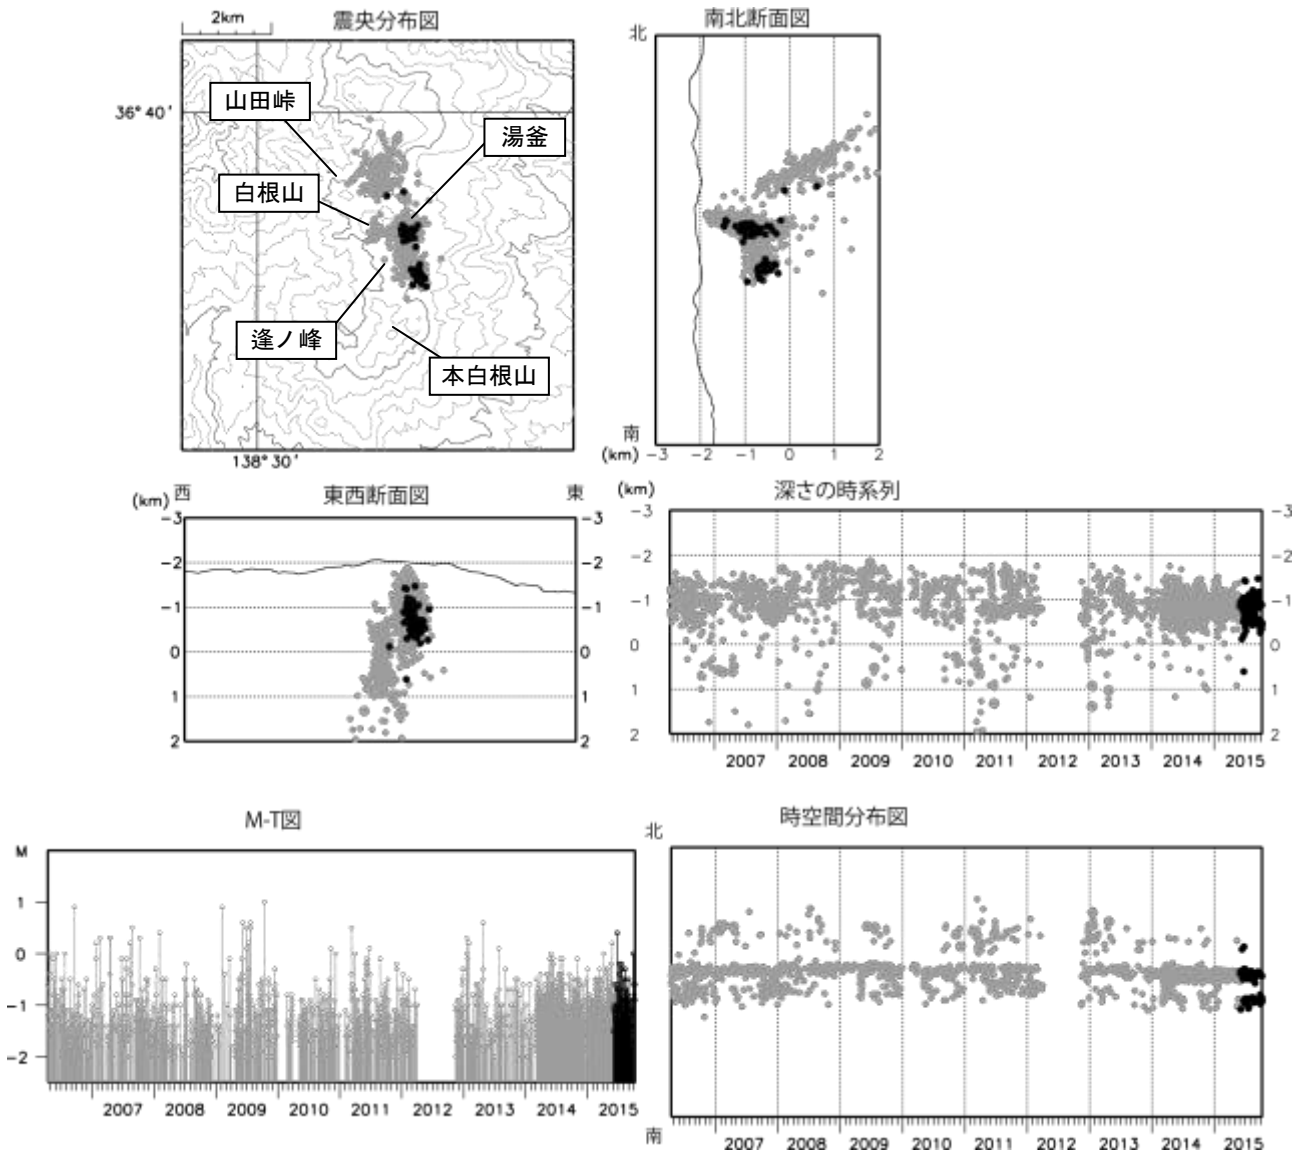 2km
震央分布図
36° 40′
山田峠
湯釜
白根山
逢ノ峰
本白根山
138° 30′
南北断面図
北
南
(km) -3 -2 -1 0 1 2
東西断面図
(km) 西 東
-3 -3
-2 -2
-1 -1
0 0
1 1
2 2
深さの時系列
(km)
-3 -3
-2 -2
-1 -1
0 0
1 1
2 2
2007 2008 2009 2010 2011 2012 2013 2014 2015
M-T図
M
1
0
-1
-2
2007 2008 2009 2010 2011 2012 2013 2014 2015
時空間分布図
北
南
2007 2008 2009 2010 2011 2012 2013 2014 2015